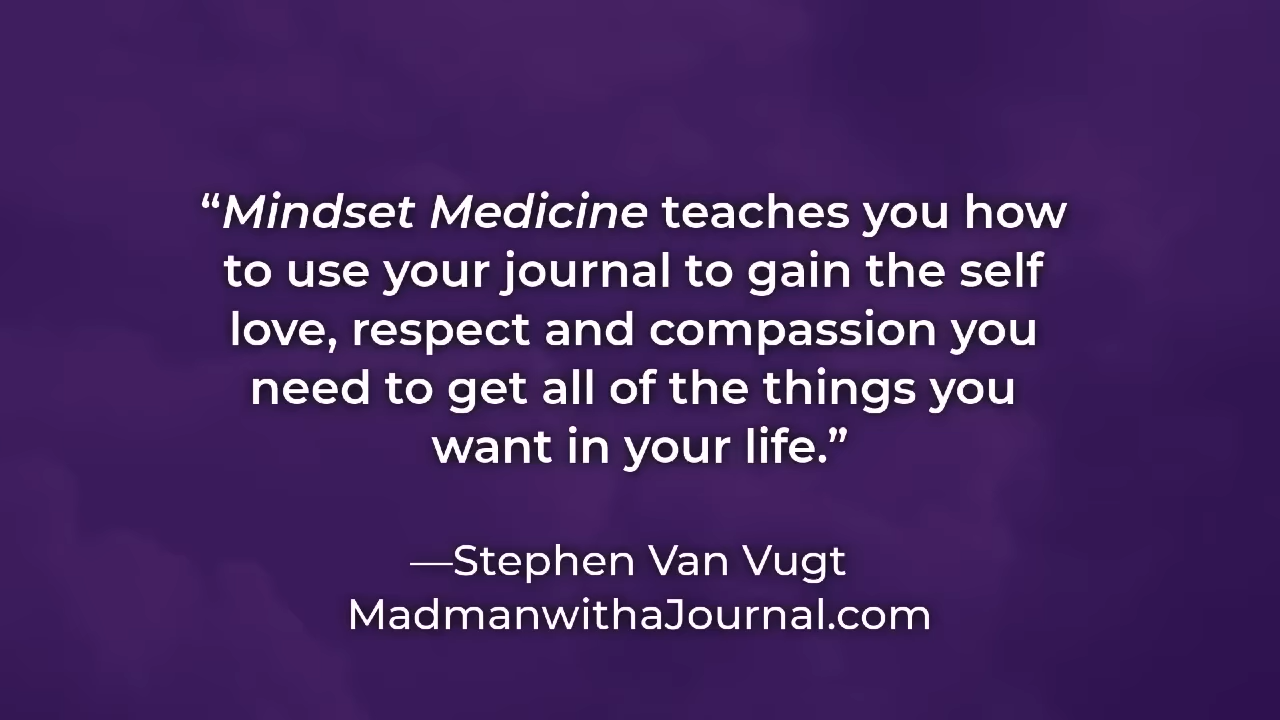 “Mindset Medicine teaches you how
to use your journal to gain the self
love, respect and compassion you
need to get all of the things you
want in your life.”
—Stephen Van Vugt
MadmanwithaJournal.com